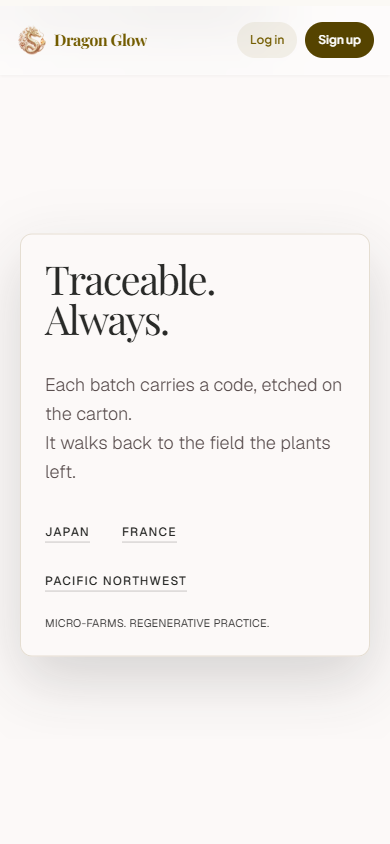 Dragon Glow
Log in
Sign up
Traceable.
Always.
Each batch carries a code, etched on
the carton.
It walks back to the field the plants
left.
JAPAN
FRANCE
PACIFIC NORTHWEST
MICRO-FARMS. REGENERATIVE PRACTICE.